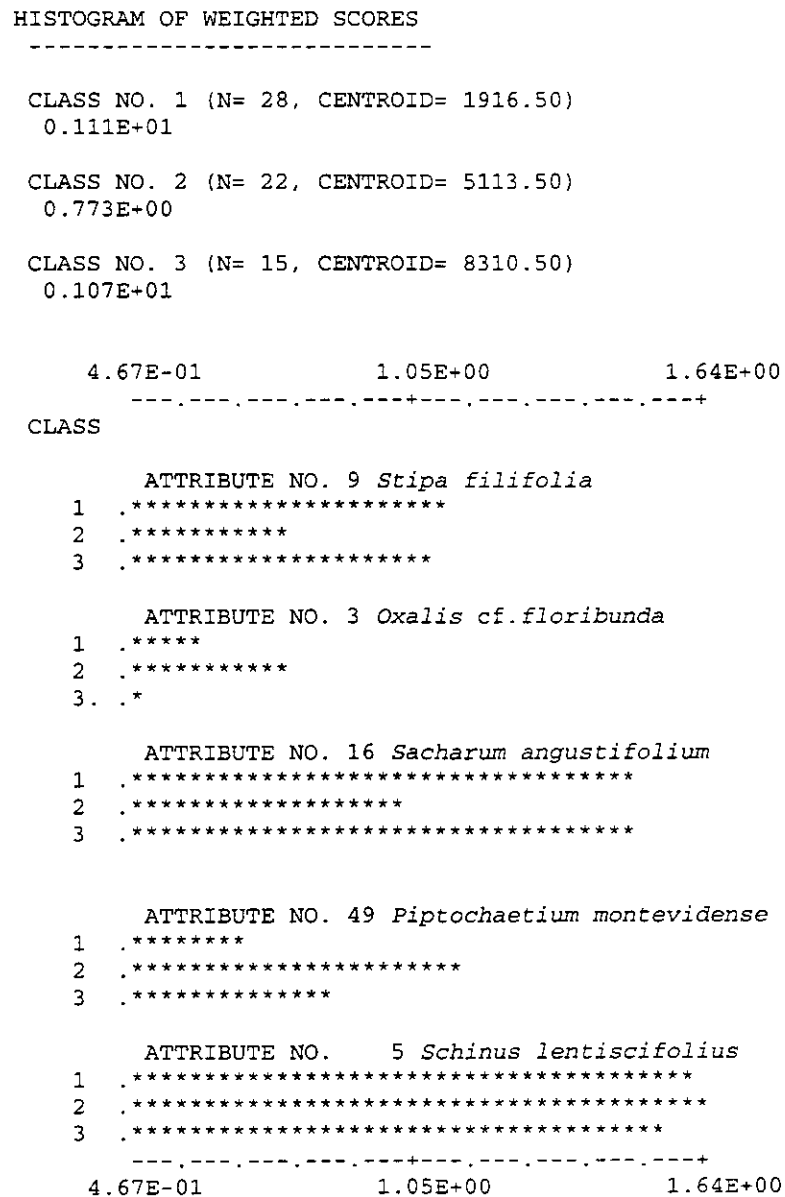 HISTOGRAM OF WEIGHTED SCORES
----------------------------
CLASS NO. 1 (N= 28, CENTROID= 1916.50)
0.111E+01
CLASS NO. 2 (N= 22, CENTROID= 5113.50)
0.773E+00
CLASS NO. 3 (N= 15, CENTROID= 8310.50)
0.107E+01
4.67E-01 1.05E+00 1.64E+00
---.---.---.---.---+---.---.---.---.---+
CLASS
ATTRIBUTE NO. 9 Stipa filifolia
1 .**********************
2 .***********
3 .*********************
ATTRIBUTE NO. 3 Oxalis cf.floribunda
1 .*****
2 .***********
3. .*
ATTRIBUTE NO. 16 Sacharum angustifolium
1 .***********************************
2 .*******************
3 .***********************************
ATTRIBUTE NO. 49 Piptochaetium montevidense
1 .********
2 .***********************
3 .**************
ATTRIBUTE NO. 5 Schinus lentiscifolius
1 .***************************************
2 .****************************************
3 .*************************************
---.---.---.---.---+---.---.---.---.---+
4.67E-01 1.05E+00 1.64E+00